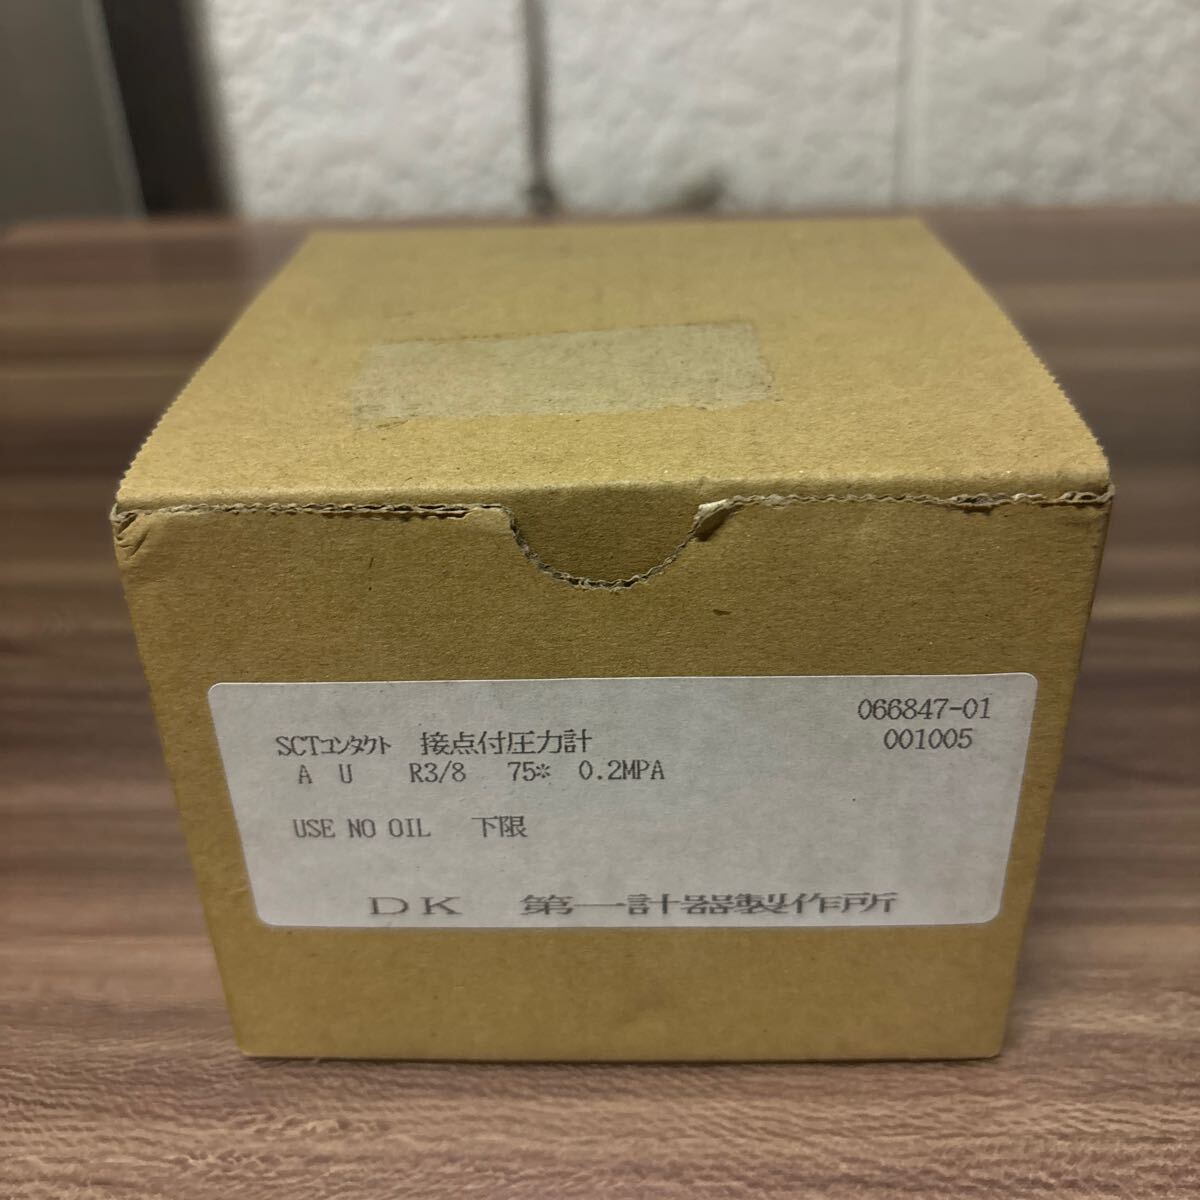 066847-01
SCTコンタクト 接点付圧力計 001005
A U R3/8 75* 0.2MPA
USE NO OIL 下限
DK 第一計器製作所